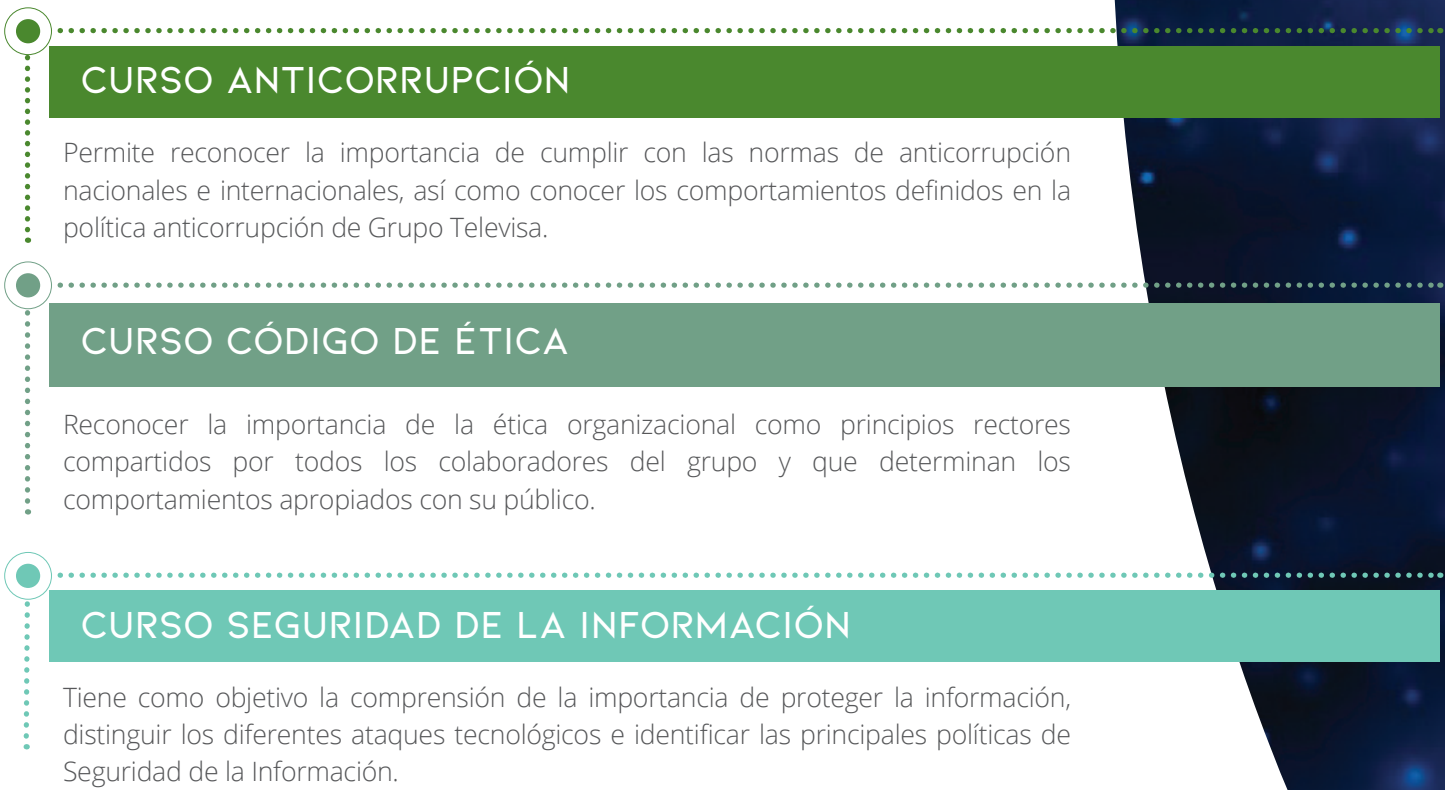 CURSO ANTICORRUPCIÓN
Permite reconocer la importancia de cumplir con las normas de anticorrupción
nacionales e internacionales, así como conocer los comportamientos definidos en la
política anticorrupción de Grupo Televisa.
CURSO CÓDIGO DE ÉTICA
Reconocer la importancia de la ética organizacional como principios rectores
compartidos por todos los colaboradores del grupo y que determinan los
comportamientos apropiados con su público.
CURSO SEGURIDAD DE LA INFORMACIÓN
Tiene como objetivo la comprensión de la importancia de proteger la información,
distinguir los diferentes ataques tecnológicos e identificar las principales políticas de
Seguridad de la Información.